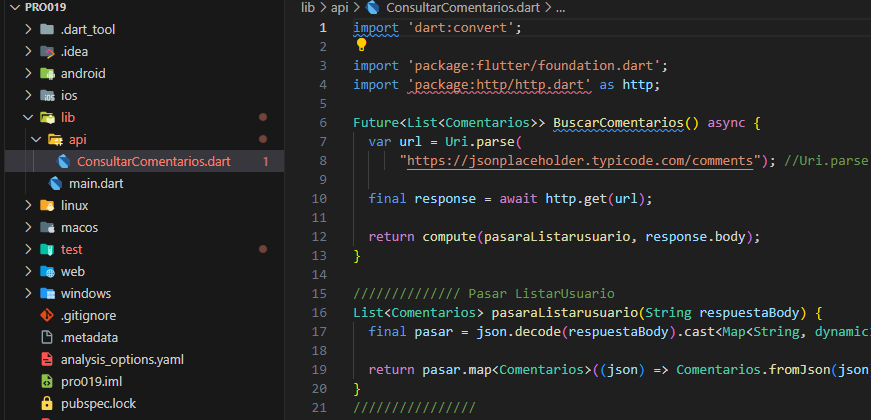 PRO019
.dart_tool
.idea
android
ios
lib
api
ConsultarComentarios.dart 1
main.dart
linux
macos
test
web
windows
.gitignore
.metadata
analysis_options.yaml
pro019.iml
pubspec.lock
lib > api > ConsultarComentarios.dart > ...
1 import 'dart:convert';
2
3 import 'package:flutter/foundation.dart';
4 import 'package:http/http.dart' as http;
5
6 Future<List<Comentarios>> BuscarComentarios() async {
7 var url = Uri.parse(
8 "https://jsonplaceholder.typicode.com/comments"); //Uri.parse
9
10 final response = await http.get(url);
11
12 return compute(pasaraListarusuario, response.body);
13 }
14
15 ////////////// Pasar ListarUsuario
16 List<Comentarios> pasaraListarusuario(String respuestaBody) {
17 final pasar = json.decode(respuestaBody).cast<Map<String, dynamic
18
19 return pasar.map<Comentarios>((json) => Comentarios.fromJson(json
20 }
21 ////////////////